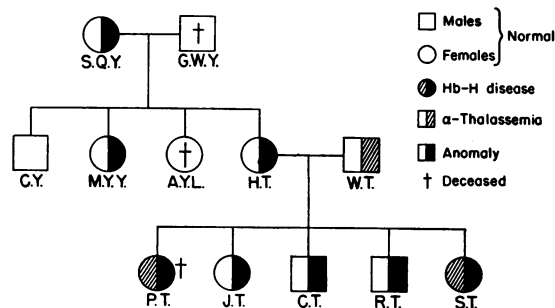 S.Q.Y. G.W.Y.
C.Y. M.Y.Y. A.Y.L. H.T. W.T.
P.T. J.T. C.T. R.T. S.T.
Males
Females
Normal
Hb-H disease
α-Thalassemia
Anomaly
† Deceased